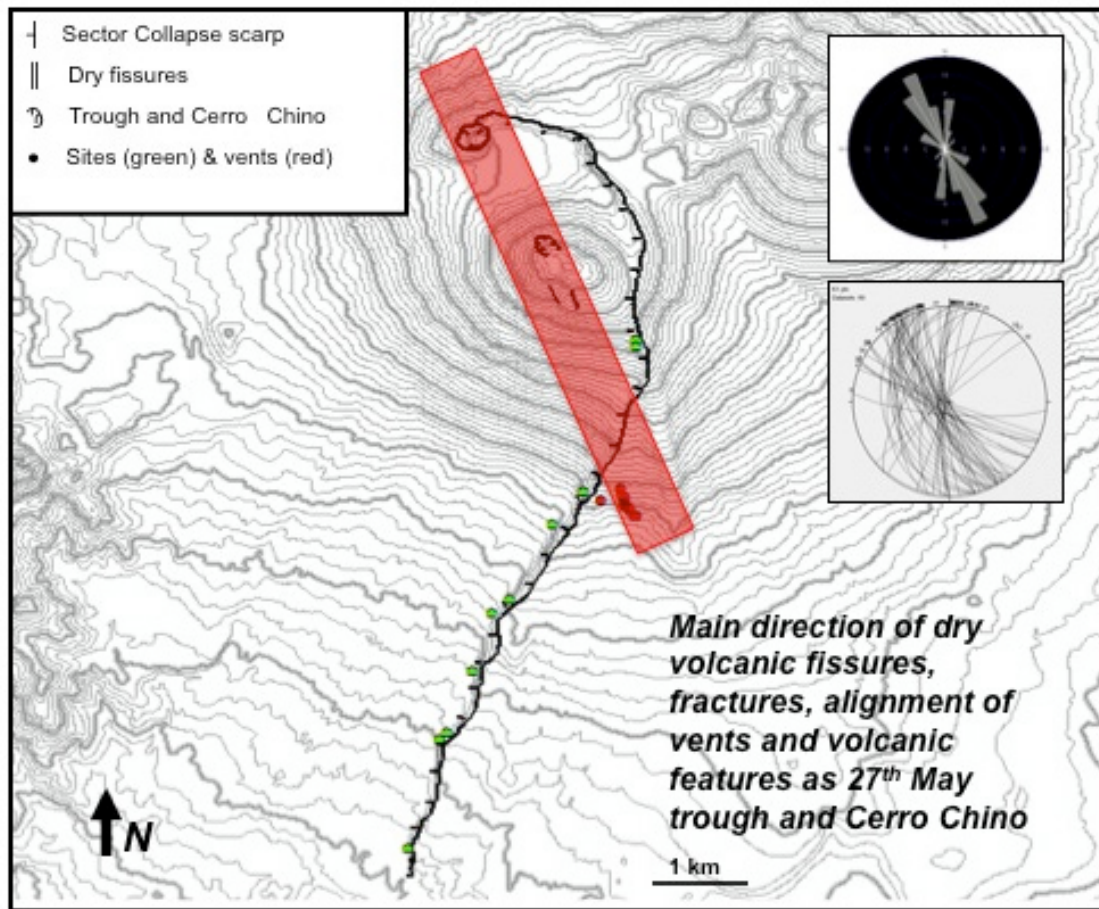 Sector Collapse scarp
Dry fissures
Trough and Cerro Chino
Sites (green) & vents (red)
Main direction of dry
volcanic fissures,
fractures, alignment of
vents and volcanic
features as 27th May
trough and Cerro Chino
N
1 km